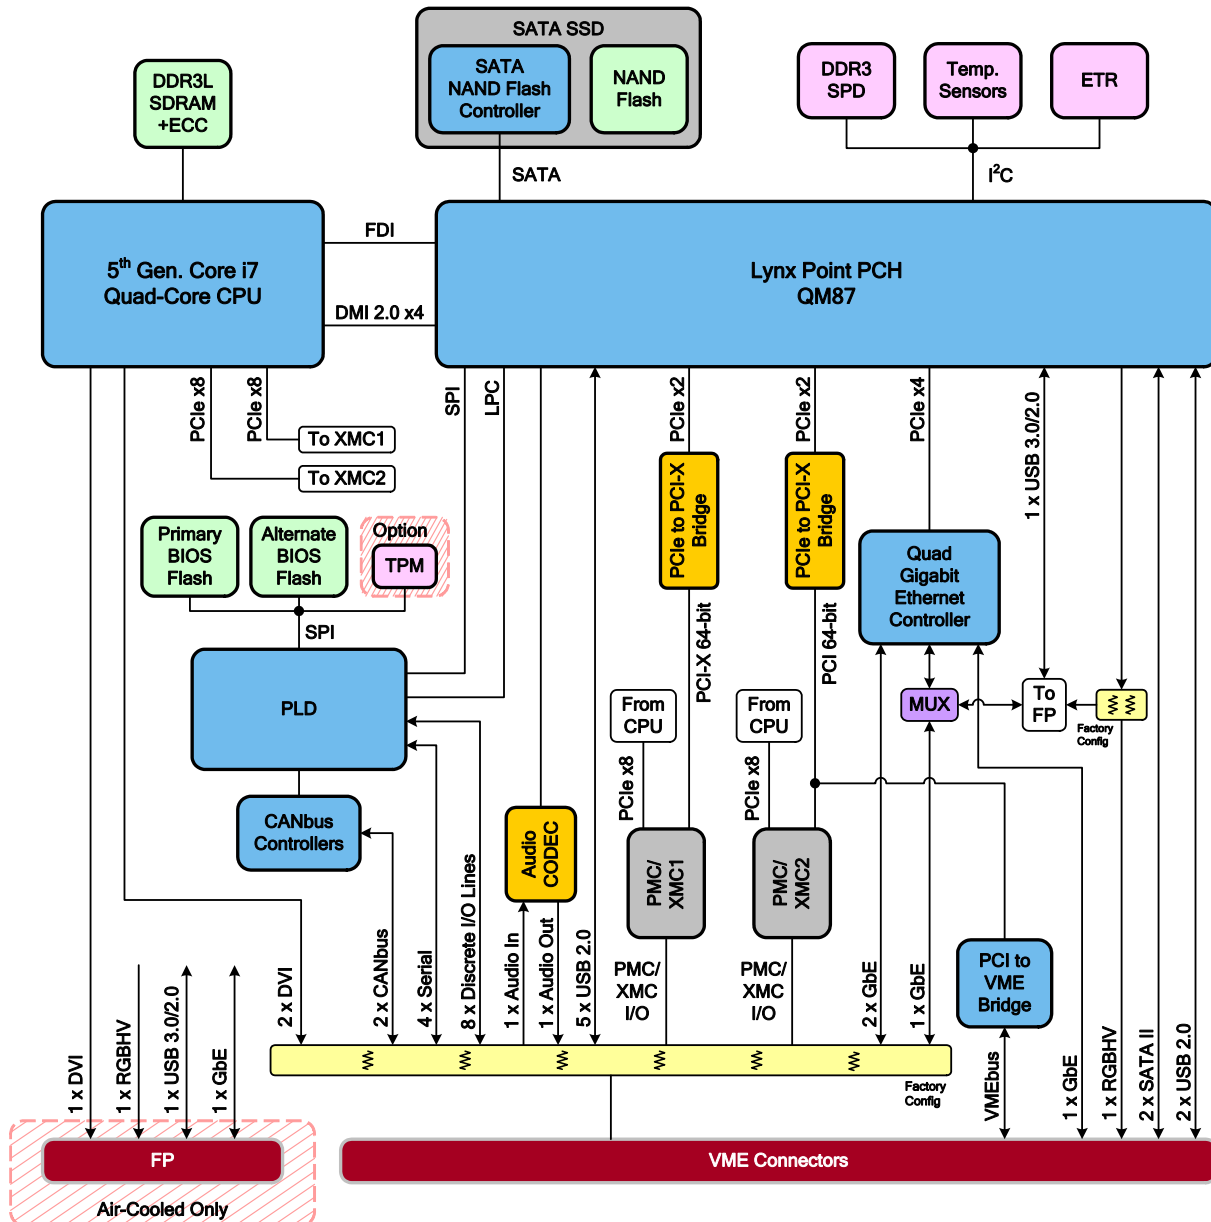 SATA SSD
SATA
NAND Flash
Controller
NAND
Flash
DDR3L
SDRAM
+ECC
DDR3
SPD
Temp.
Sensors
ETR
SATA
I²C
5th Gen. Core i7
Quad-Core CPU
FDI
DMI 2.0 x4
Lynx Point PCH
QM87
PCIe x8
PCIe x8
SPI
LPC
PCIe x2
PCIe x2
PCIe x4
1 x USB 3.0/2.0
To XMC1
To XMC2
PCIe to PCI-X
Bridge
PCIe to PCI-X
Bridge
Primary
BIOS
Flash
Alternate
BIOS
Flash
Option
TPM
Quad
Gigabit
Ethernet
Controller
SPI
PCI-X 64-bit
PCI 64-bit
PLD
From
CPU
From
CPU
MUX
To
FP
Factory
Config
PCIe x8
PCIe x8
CANbus
Controllers
Audio
CODEC
PMC/
XMC1
PMC/
XMC2
PCI to
VME
Bridge
2 x DVI
2 x CANbus
4 x Serial
8 x Discrete I/O Lines
1 x Audio In
1 x Audio Out
5 x USB 2.0
PMC/
XMC
I/O
PMC/
XMC
I/O
2 x GbE
1 x GbE
1 x DVI
1 x RGBHV
1 x USB 3.0/2.0
1 x GbE
Factory
Config
VMEbus
1 x GbE
1 x RGBHV
2 x SATA II
2 x USB 2.0
FP
VME Connectors
Air-Cooled Only